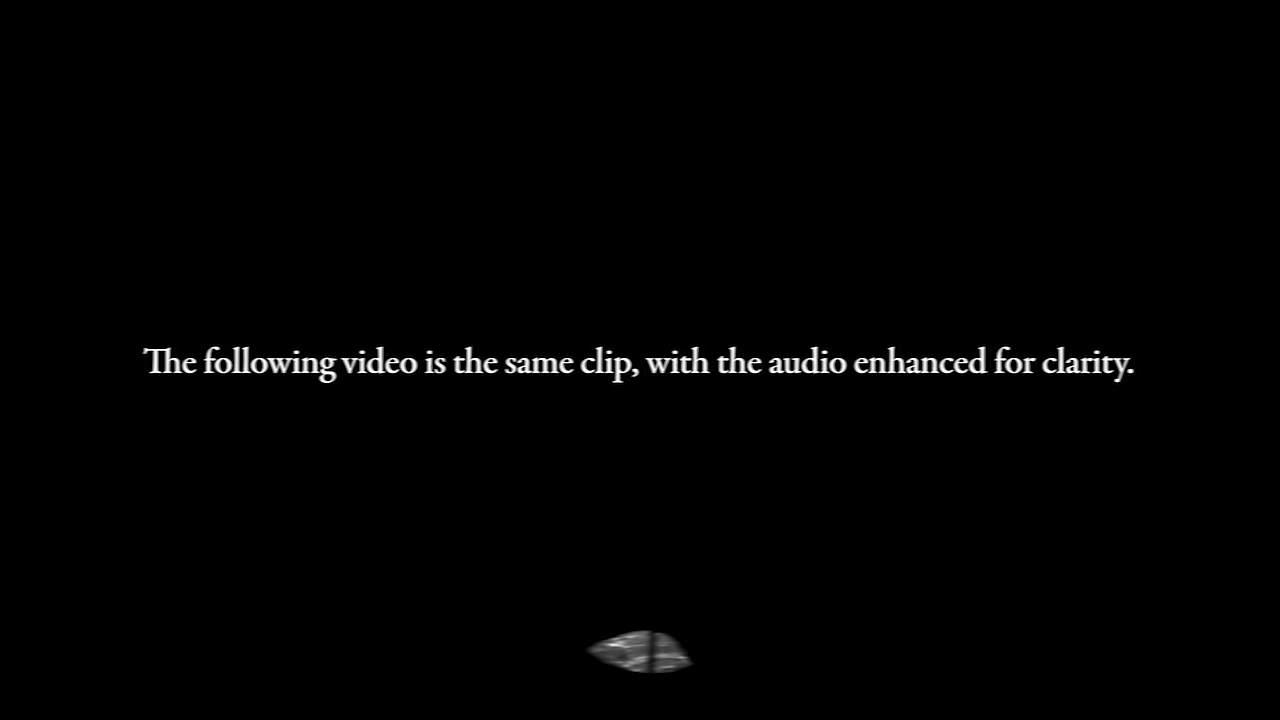 The following video is the same clip, with the audio enhanced for clarity.